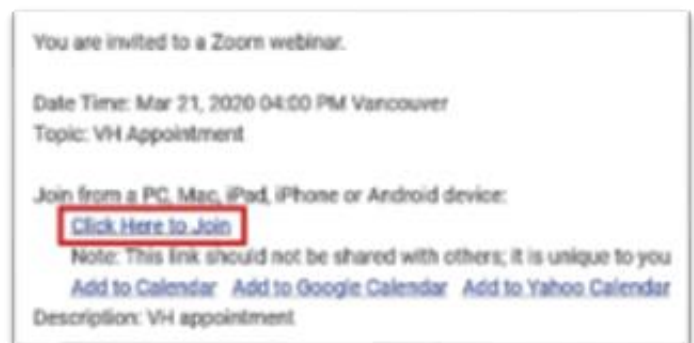 You are invited to a Zoom webinar.
Date Time: Mar 21, 2020 04:00 PM Vancouver
Topic: VH Appointment
Join from a PC, Mac, iPad, iPhone or Android device:
Click Here to Join
Note: This link should not be shared with others; it is unique to you
Add to Calendar Add to Google Calendar Add to Yahoo Calendar
Description: VH appointment